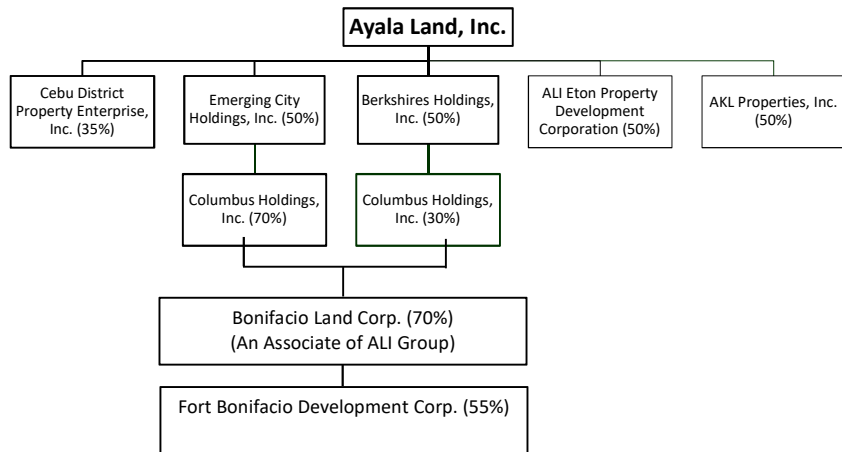 Ayala Land, Inc.
Cebu District
Property Enterprise,
Inc. (35%)
Emerging City
Holdings, Inc. (50%)
Berkshires Holdings,
Inc. (50%)
ALI Eton Property
Development
Corporation (50%)
AKL Properties, Inc.
(50%)
Columbus Holdings,
Inc. (70%)
Columbus Holdings,
Inc. (30%)
Bonifacio Land Corp. (70%)
(An Associate of ALI Group)
Fort Bonifacio Development Corp. (55%)